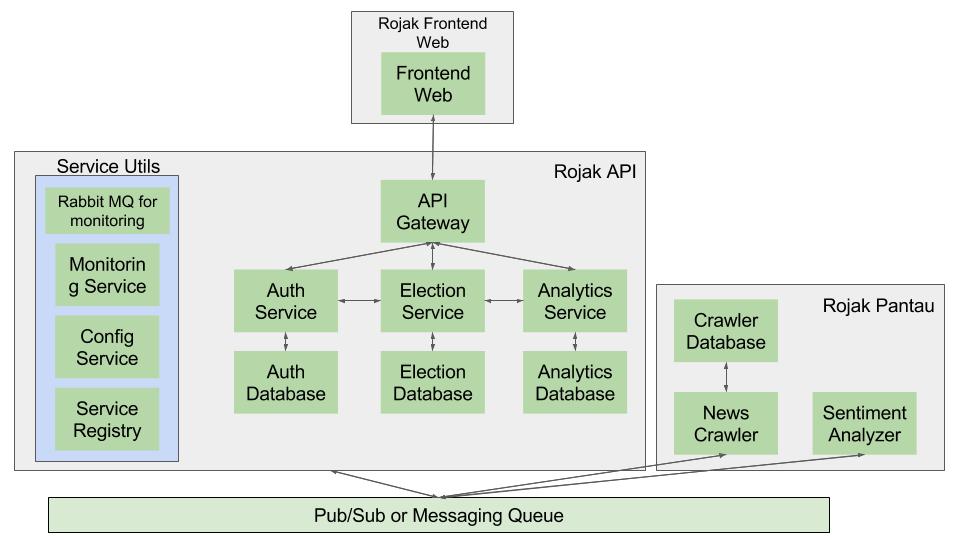 Rojak Frontend
Web
Frontend
Web
Service Utils
Rojak API
Rabbit MQ for
monitoring
Monitorin
g Service
Config
Service
Service
Registry
API
Gateway
Auth
Service
Election
Service
Analytics
Service
Auth
Database
Election
Database
Analytics
Database
Rojak Pantau
Crawler
Database
News
Crawler
Sentiment
Analyzer
Pub/Sub or Messaging Queue